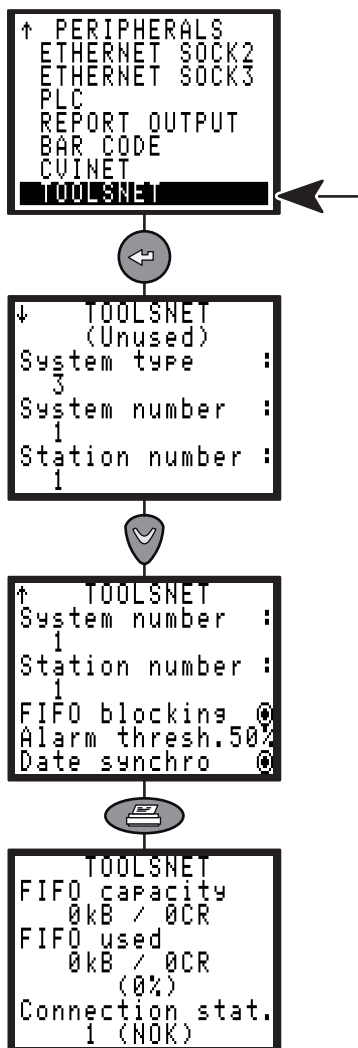 ↑ PERIPHERALS
ETHERNET SOCK2
ETHERNET SOCK3
PLC
REPORT OUTPUT
BAR CODE
CVINET
TOOLSNET
↓ TOOLSNET
(Unused)
System type :
3
System number :
1
Station number :
1
↑ TOOLSNET
System number :
1
Station number :
1
FIFO blocking
Alarm thresh.50%
Date synchro
TOOLSNET
FIFO capacity
0kB / 0CR
FIFO used
0kB / 0CR
(0%)
Connection stat.
1 (NOK)